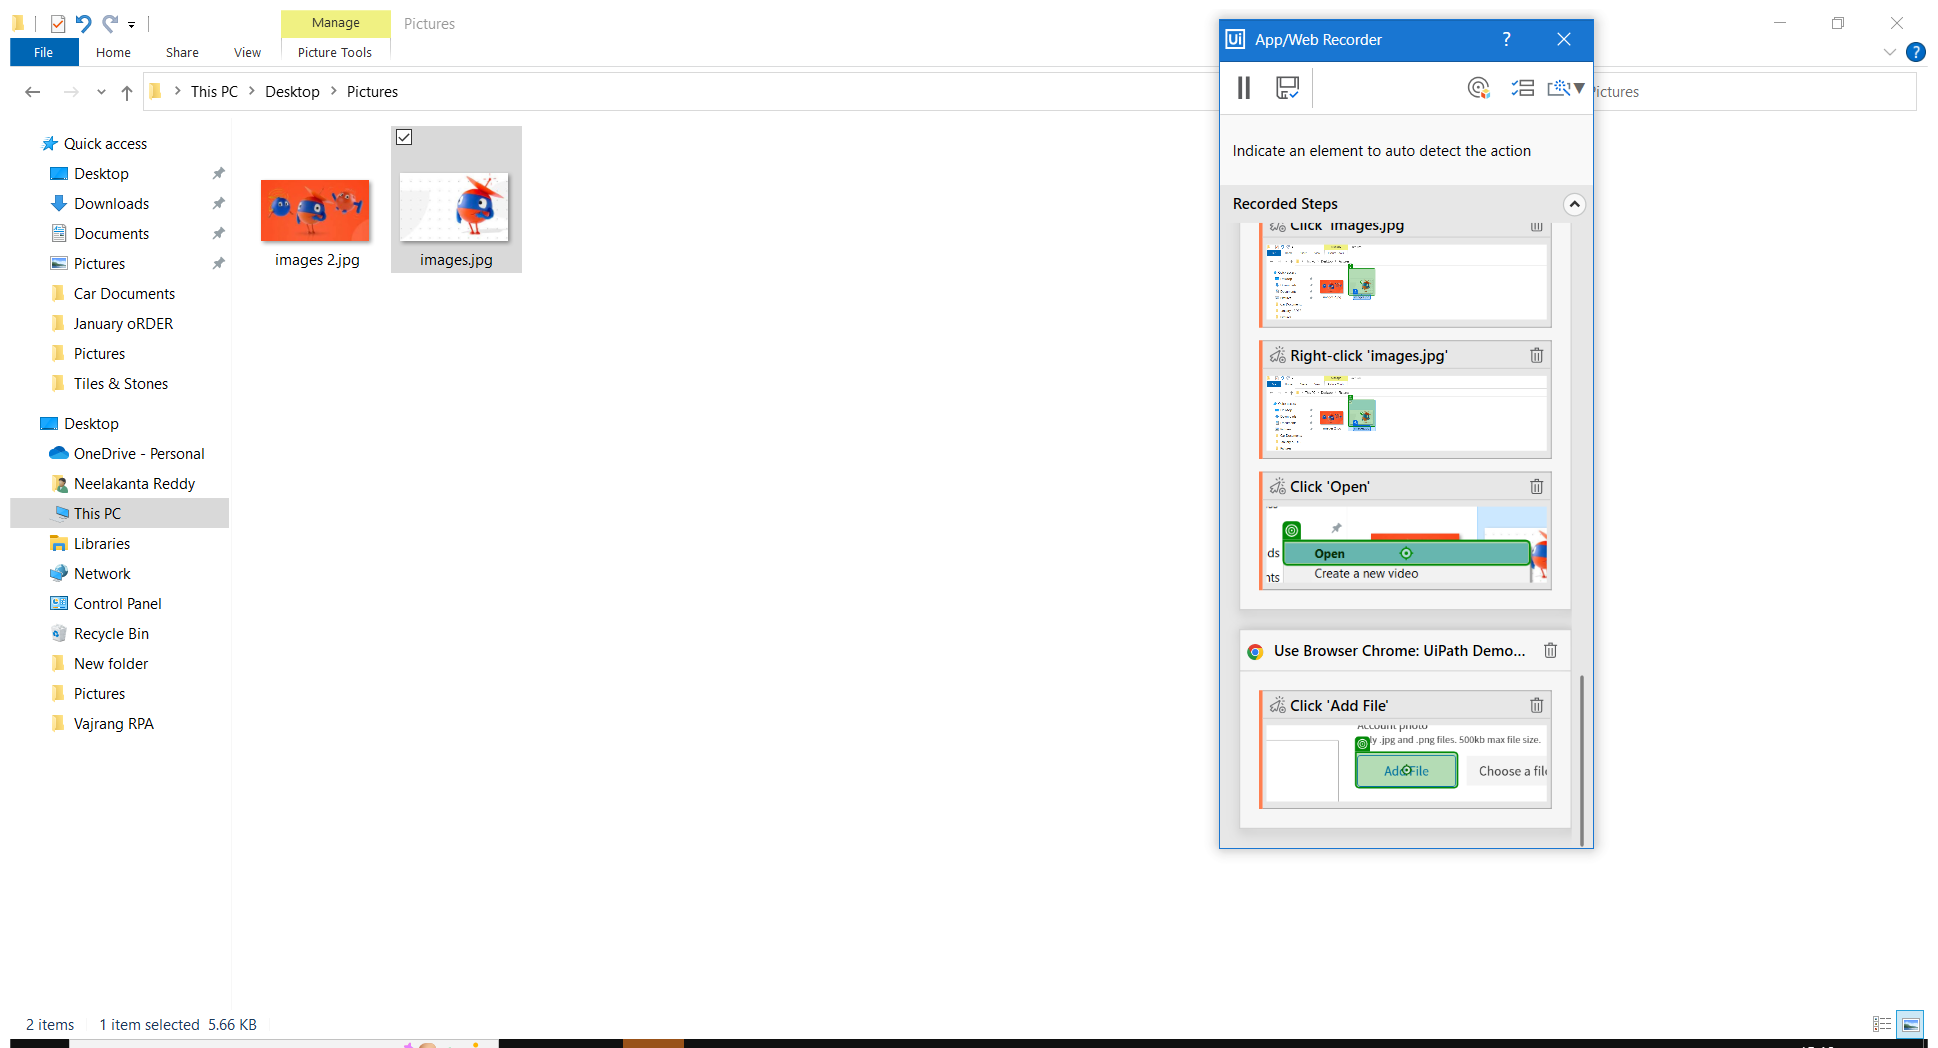 Manage
Pictures
File
Home
Share
View
Picture Tools
This PC
Desktop
Pictures
ictures
Quick access
Desktop
Downloads
Documents
Pictures
Car Documents
January oRDER
Pictures
Tiles & Stones
Desktop
OneDrive - Personal
Neelakanta Reddy
This PC
Libraries
Network
Control Panel
Recycle Bin
New folder
Pictures
Vajrang RPA
images 2.jpg
images.jpg
2 items
1 item selected 5.66 KB
Ui
App/Web Recorder
?
Indicate an element to auto detect the action
Recorded Steps
Click 'images.jpg
Right-click 'images.jpg'
Click 'Open'
ds
Open
nts
Create a new video
Use Browser Chrome: UiPath Demo...
Click 'Add File'
Account photo
ly .jpg and .png files. 500kb max file size.
Add File
Choose a fil